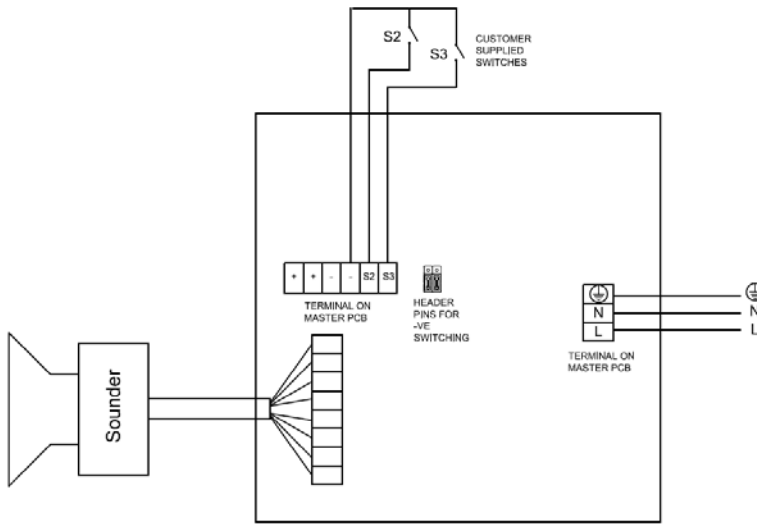 S2
S3
CUSTOMER
SUPPLIED
SWITCHES
+ + - - S2 S3
TERMINAL ON
MASTER PCB
HEADER
PINS FOR
-VE
SWITCHING
N
L
TERMINAL ON
MASTER PCB
N
L
Sounder